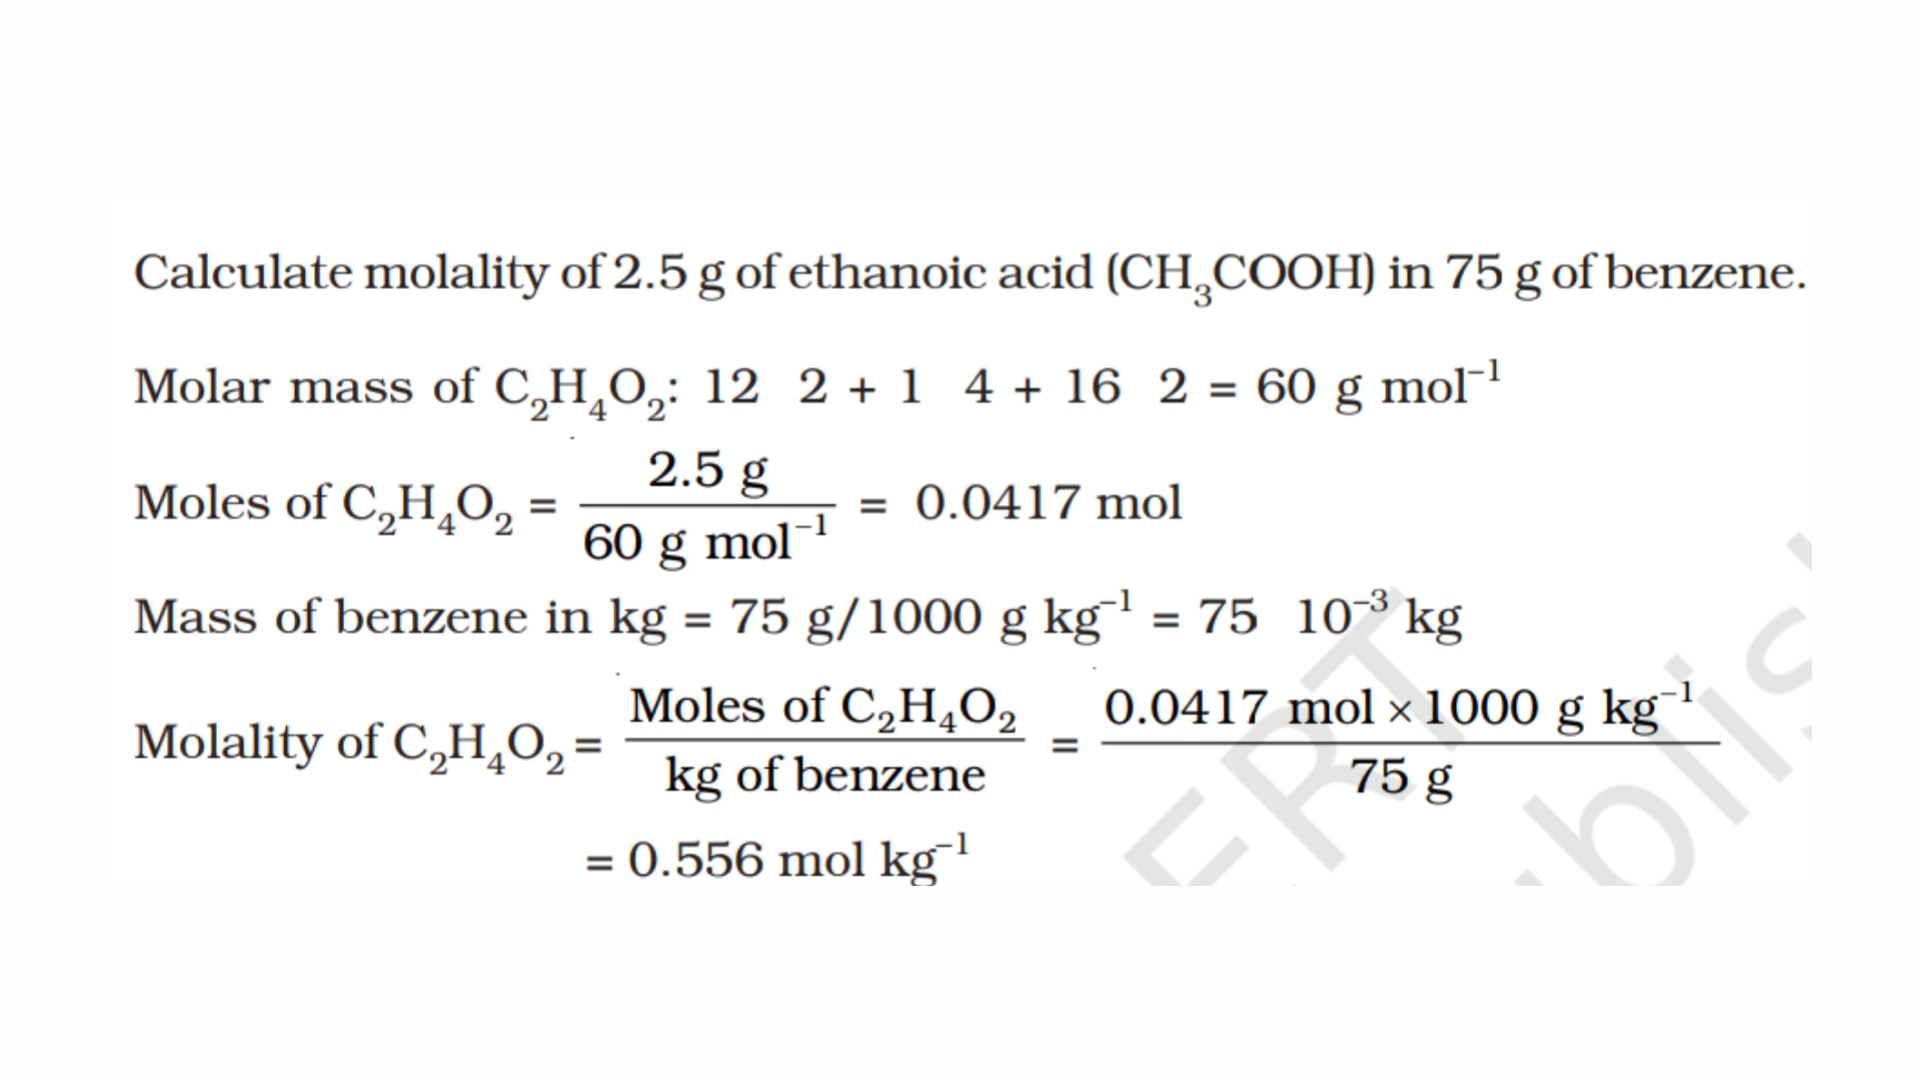 Calculate molality of 2.5 g of ethanoic acid (CH₃COOH) in 75 g of benzene.
Molar mass of C₂H₄O₂: 12 2 + 1 4 + 16 2 = 60 g mol⁻¹
Moles of C₂H₄O₂ = 2.5 g / 60 g mol⁻¹ = 0.0417 mol
Mass of benzene in kg = 75 g/1000 g kg⁻¹ = 75 10⁻³ kg
Molality of C₂H₄O₂ = Moles of C₂H₄O₂ / kg of benzene = 0.0417 mol × 1000 g kg⁻¹ / 75 g
= 0.556 mol kg⁻¹